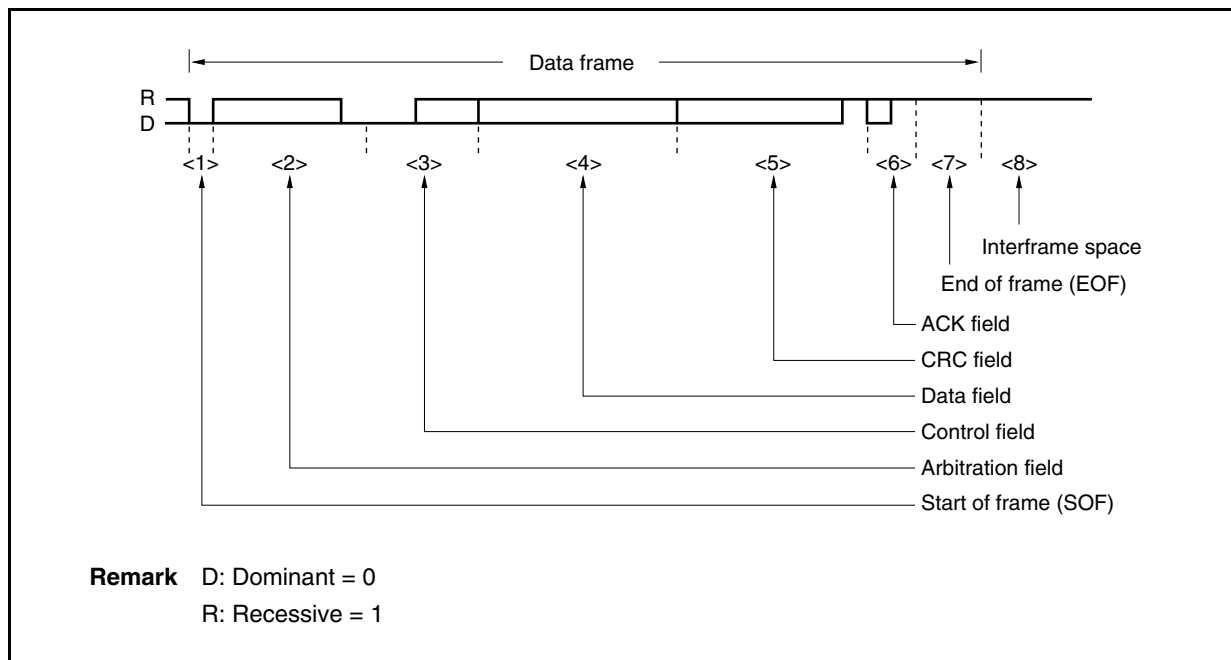 Data frame
R
D
<1> <2> <3> <4> <5> <6> <7> <8>
Interframe space
End of frame (EOF)
ACK field
CRC field
Data field
Control field
Arbitration field
Start of frame (SOF)
Remark D: Dominant = 0
R: Recessive = 1